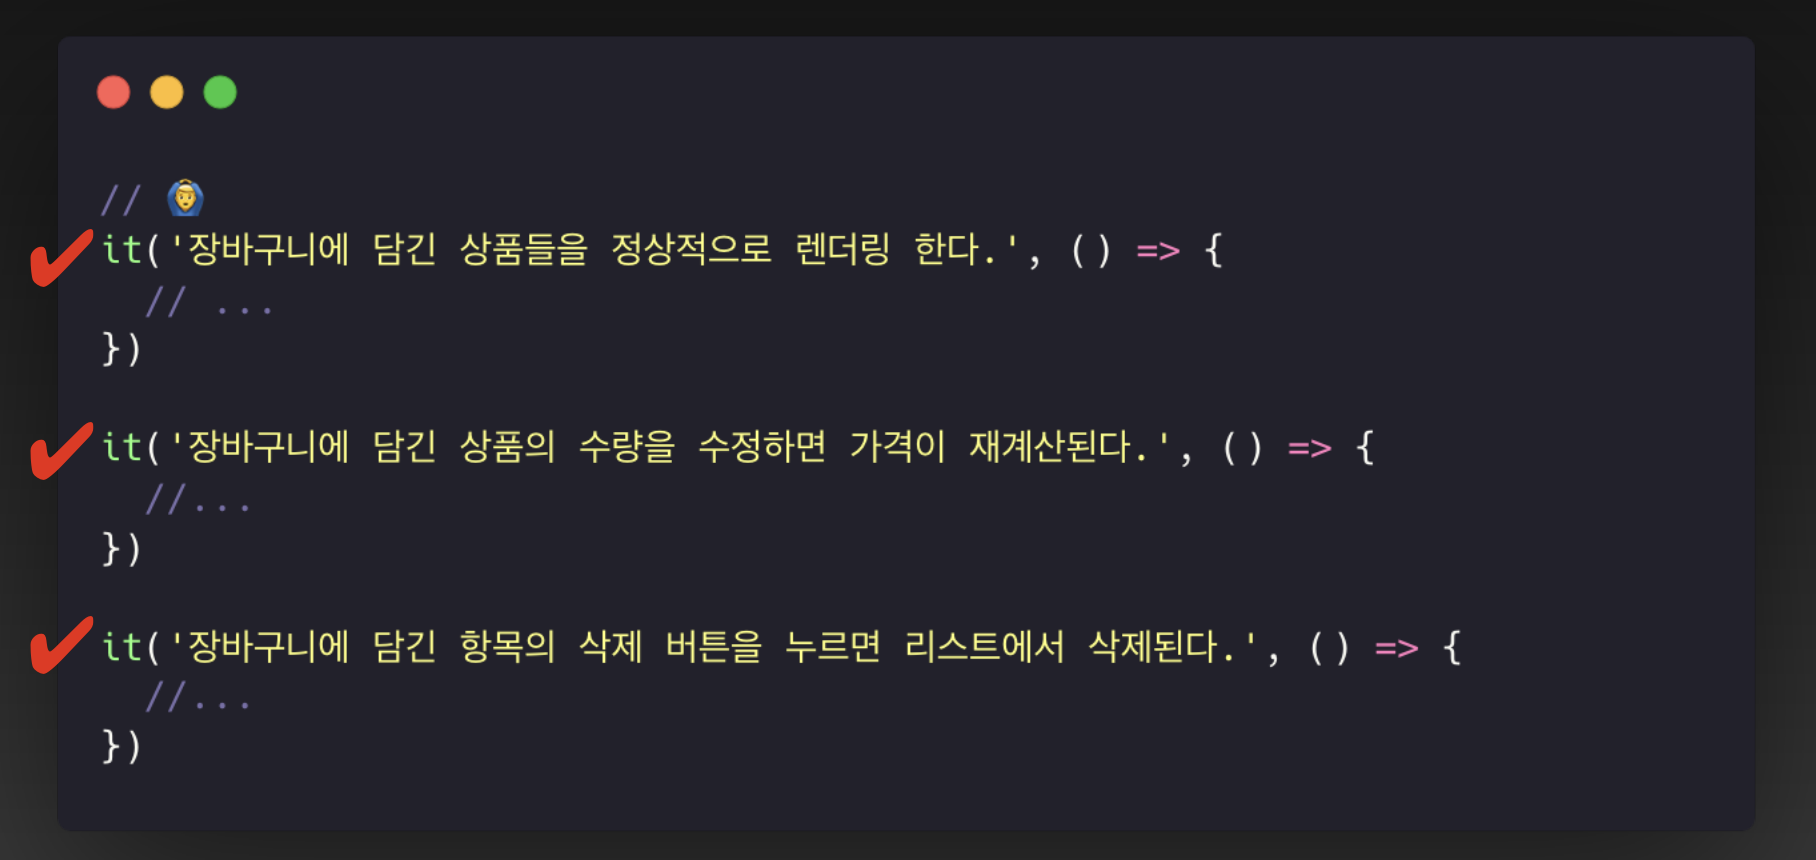 // 🙆‍♂️
it('장바구니에 담긴 상품들을 정상적으로 렌더링 한다.', () => {
  // ...
})
it('장바구니에 담긴 상품의 수량을 수정하면 가격이 재계산된다.', () => {
  //...
})
it('장바구니에 담긴 항목의 삭제 버튼을 누르면 리스트에서 삭제된다.', () => {
  //...
})